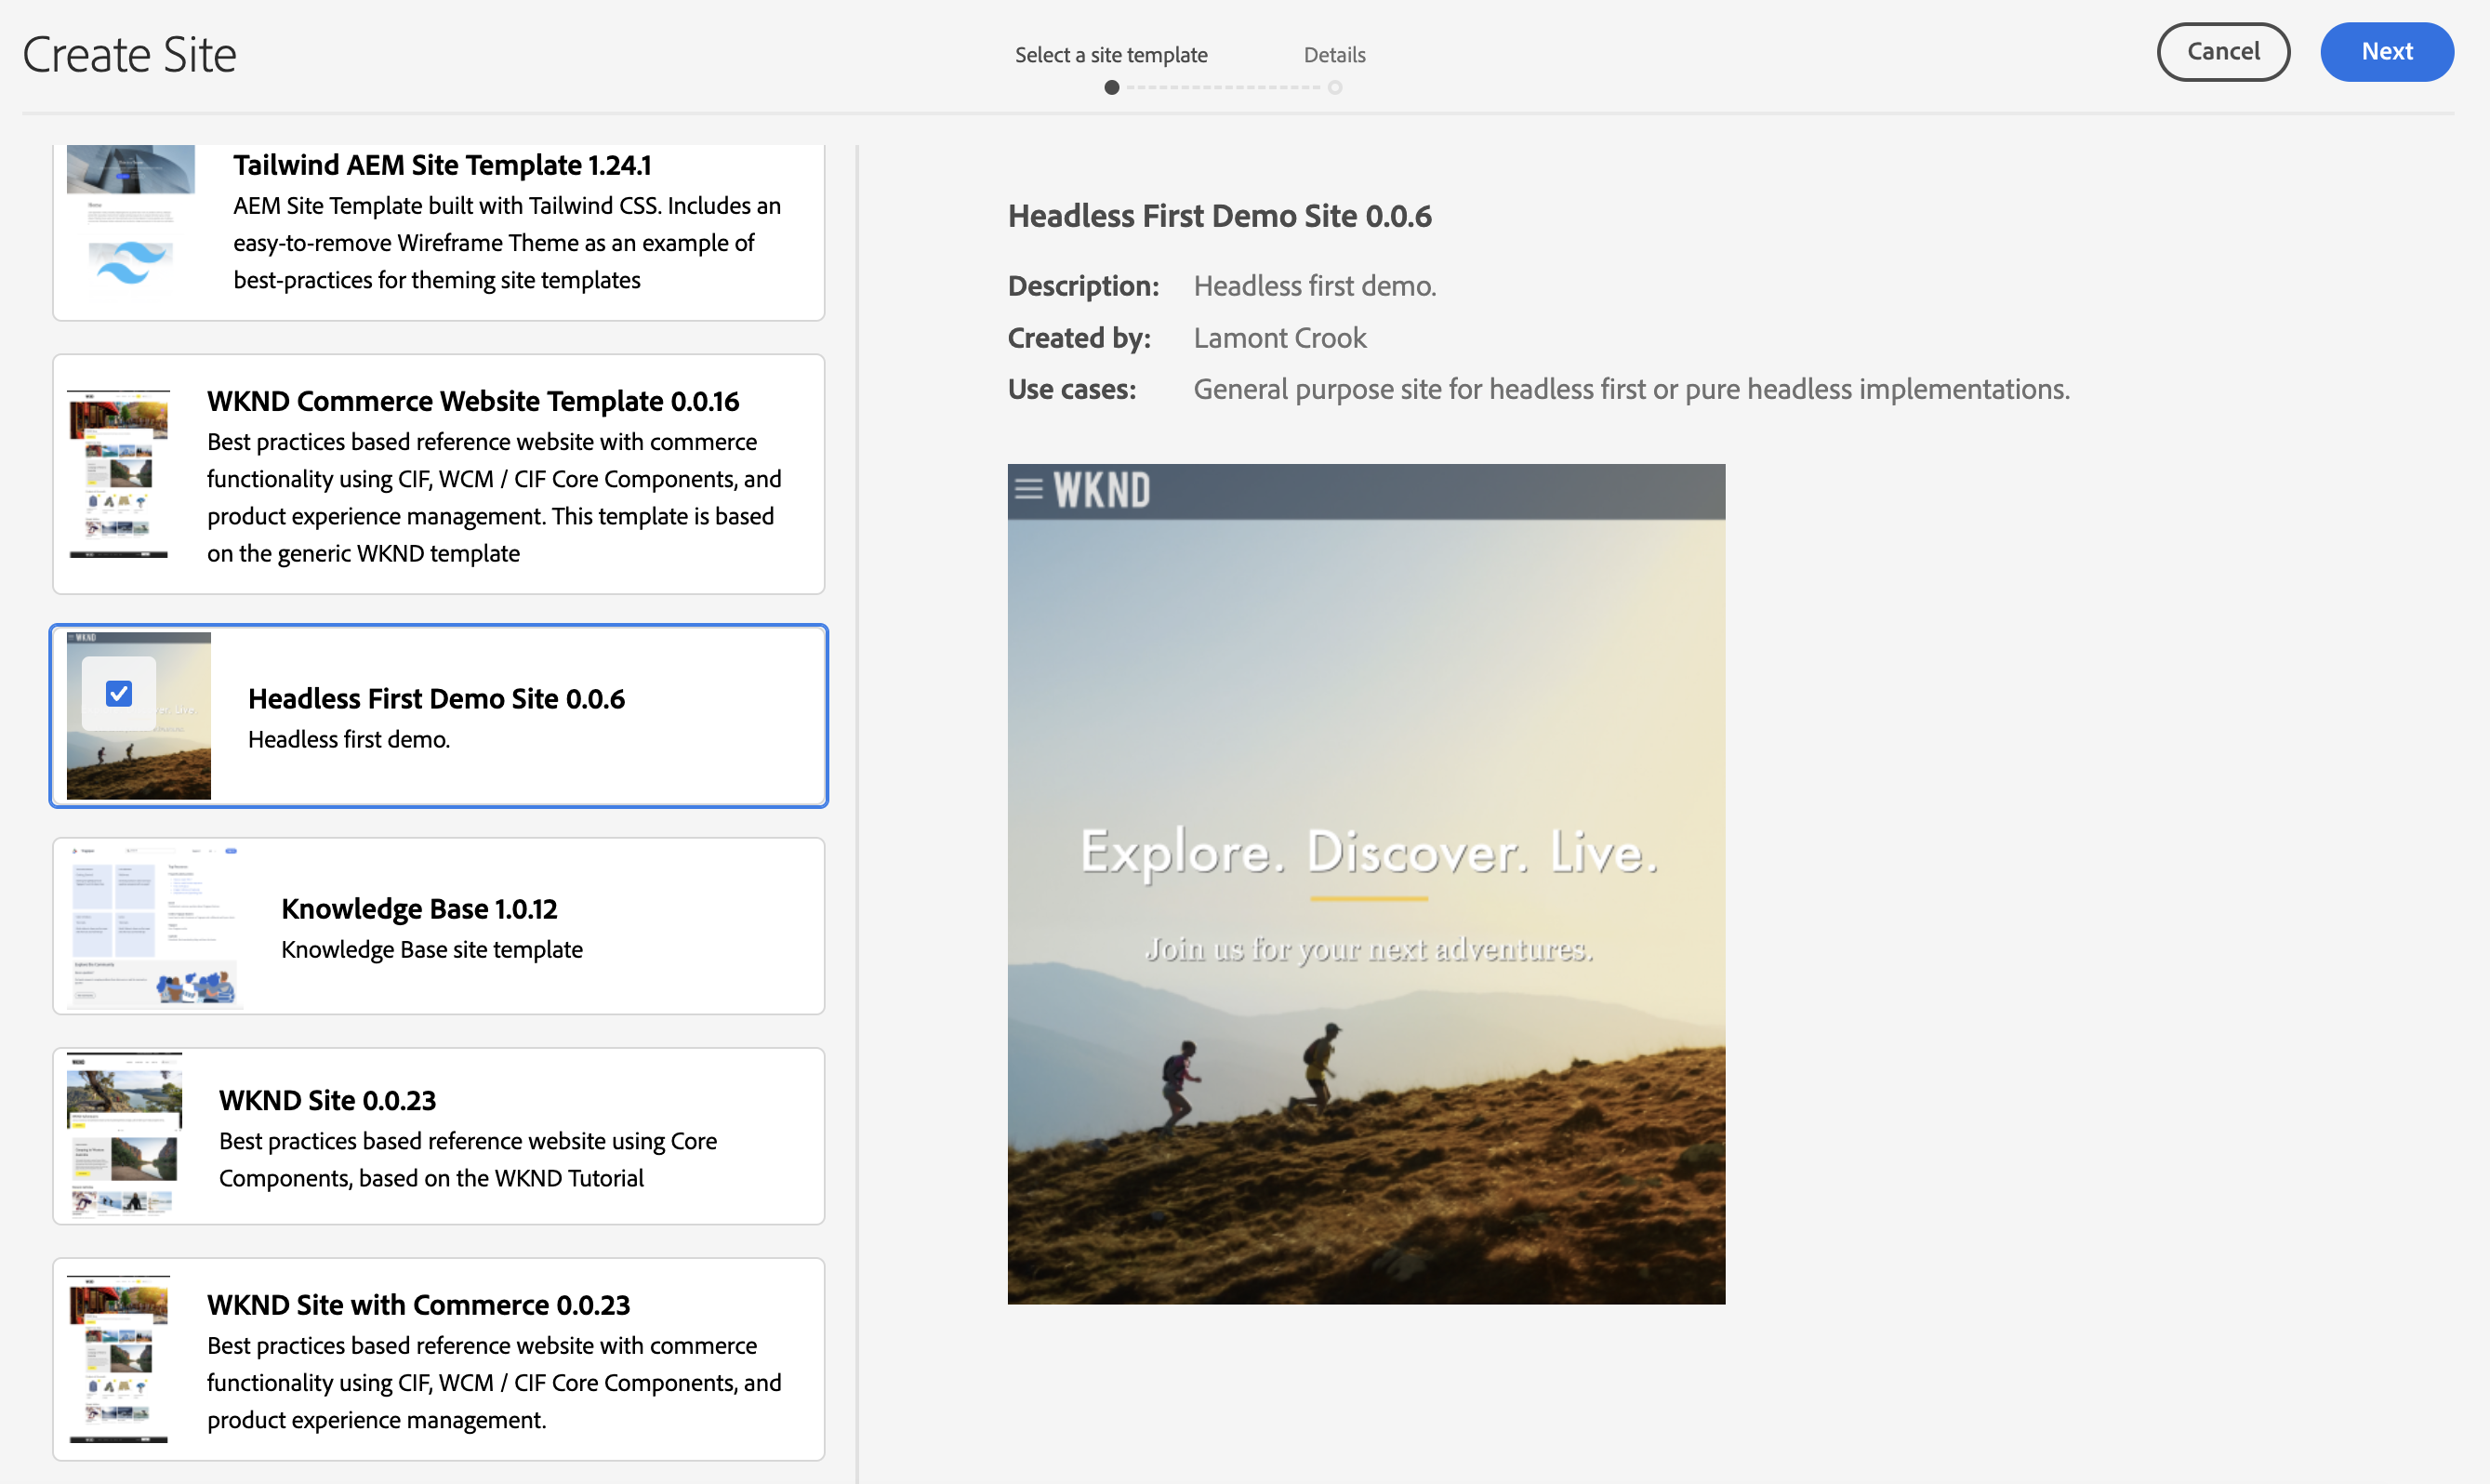 Create Site
Select a site template
Details
Cancel
Next
Tailwind AEM Site Template 1.24.1
AEM Site Template built with Tailwind CSS. Includes an
easy-to-remove Wireframe Theme as an example of
best-practices for theming site templates
WKND Commerce Website Template 0.0.16
Best practices based reference website with commerce
functionality using CIF, WCM / CIF Core Components, and
product experience management. This template is based
on the generic WKND template
WKND
Headless First Demo Site 0.0.6
Headless first demo.
Knowledge Base 1.0.12
Knowledge Base site template
WKND Site 0.0.23
Best practices based reference website using Core
Components, based on the WKND Tutorial
WKND Site with Commerce 0.0.23
Best practices based reference website with commerce
functionality using CIF, WCM / CIF Core Components, and
product experience management.
Headless First Demo Site 0.0.6
Description: Headless first demo.
Created by: Lamont Crook
Use cases: General purpose site for headless first or pure headless implementations.
WKND
Explore. Discover. Live.
Join us for your next adventures.